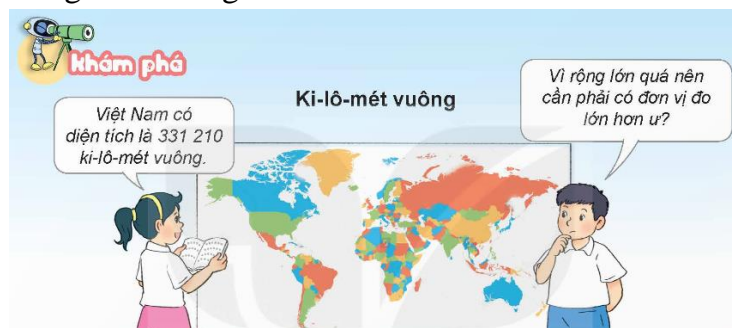 khám phá
Ki-lô-mét vuông
Việt Nam có
diện tích là 331 210
ki-lô-mét vuông.
Vì rộng lớn quá nên
cần phải có đơn vị đo
lớn hơn ư?